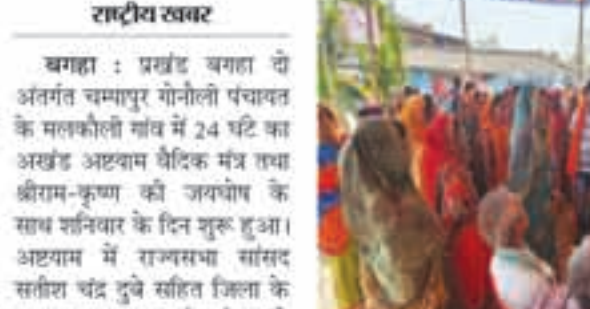 राष्ट्रीय खबर
बगहा : प्रखंड बगहा दो
अंतर्गत चम्पापुर गोनौली पंचायत
के मलकौली गांव में 24 घंटे का
अखंड अष्टयाम वैदिक मंत्र तथा
श्रीराम-कृष्ण की जयघोष के
साथ शनिवार के दिन शुरू हुआ।
अष्टयाम में राज्यसभा सांसद
सतीश चंद्र दुबे सहित जिला के